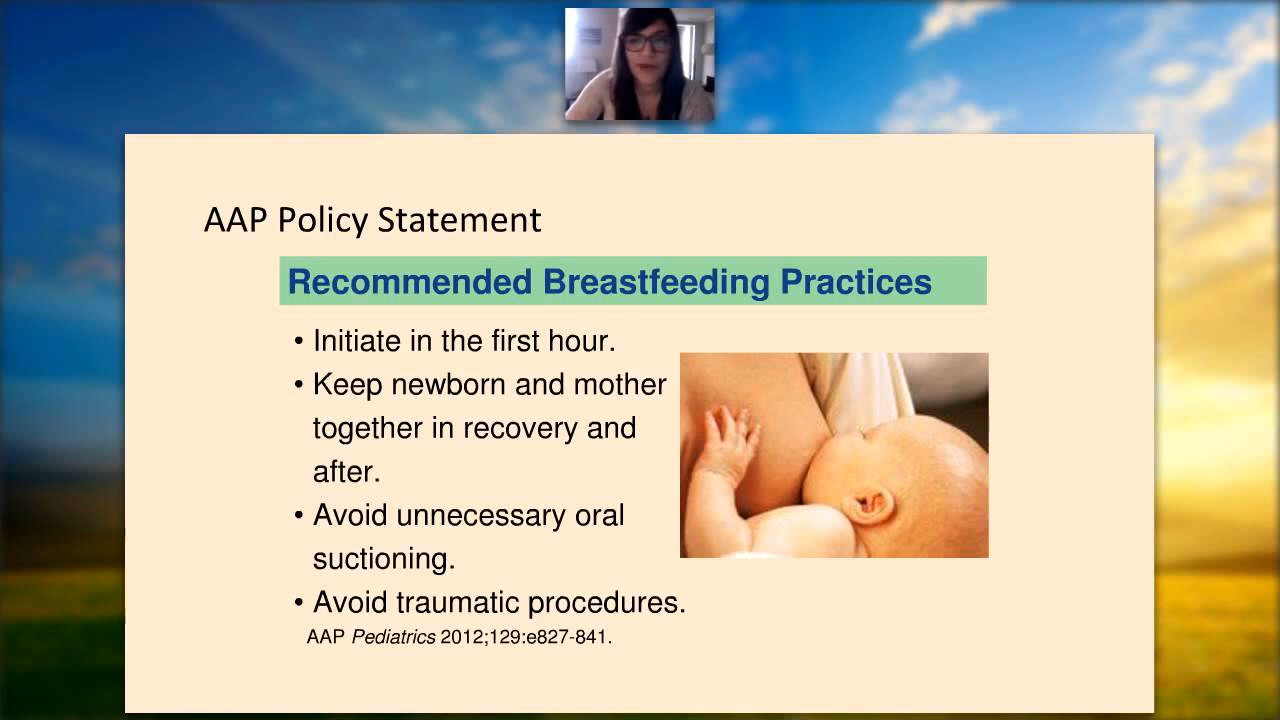 AAP Policy Statement
Recommended Breastfeeding Practices
• Initiate in the first hour.
• Keep newborn and mother
together in recovery and
after.
• Avoid unnecessary oral
suctioning.
• Avoid traumatic procedures.
AAP Pediatrics 2012;129:e827-841.